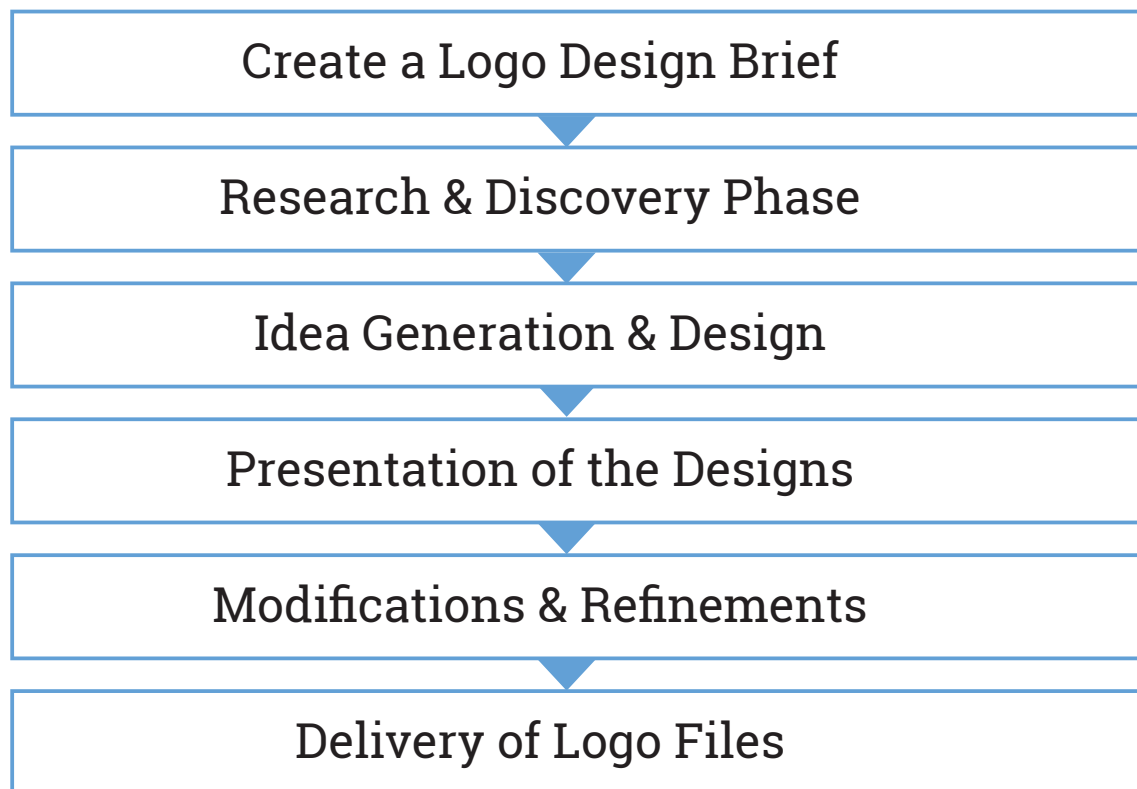 Create a Logo Design Brief
Research & Discovery Phase
Idea Generation & Design
Presentation of the Designs
Modifications & Refinements
Delivery of Logo Files